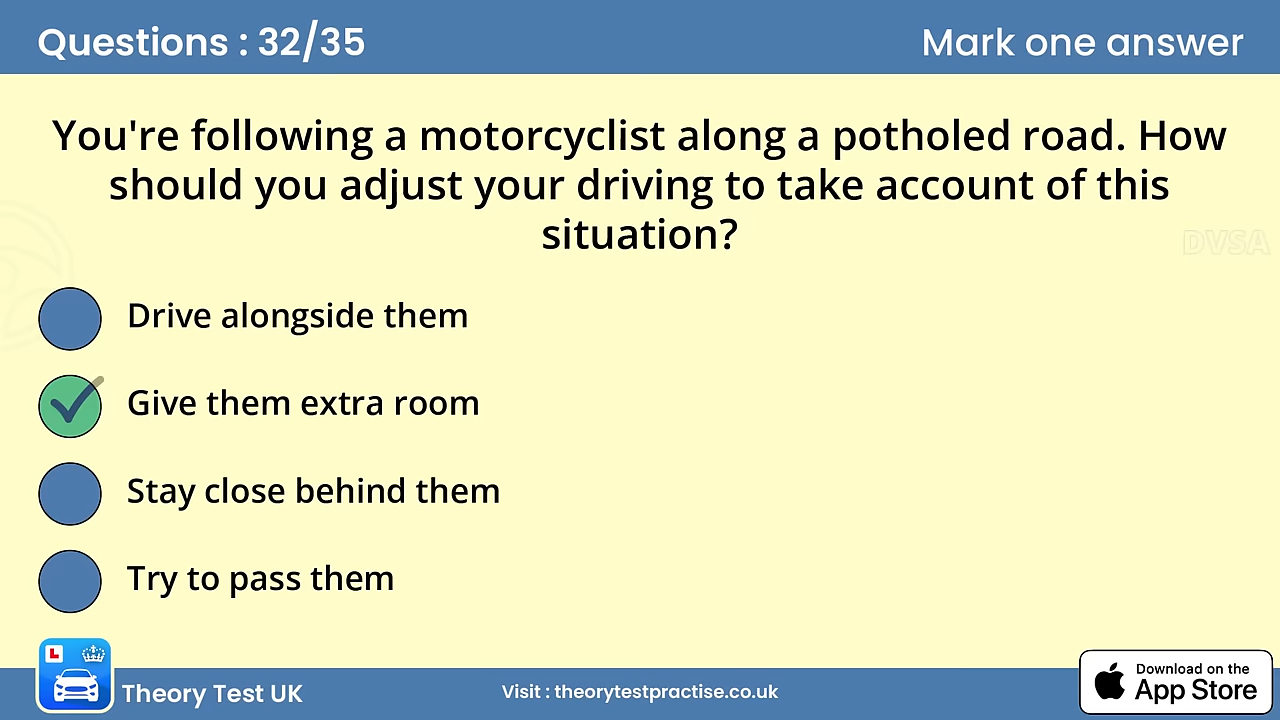 Questions : 32/35
Mark one answer
You're following a motorcyclist along a potholed road. How
should you adjust your driving to take account of this
situation?
DVSA
Drive alongside them
Give them extra room
Stay close behind them
Try to pass them
L
Theory Test UK
Visit : theorytestpractise.co.uk
Download on the
App Store